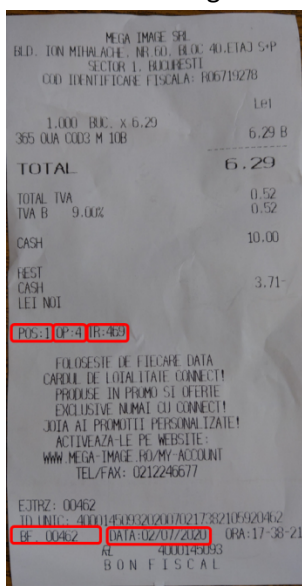 MEGA IMAGE SRL
BLD. ION MIHALACHE, NR.60, BLOC 40,ETAJ S+P
SECTOR 1, BUCURESTI
COD IDENTIFICARE FISCALA: RO6719278
Lei
1.000 BUC. x 6.29
365 OUA COD3 M 10B 6.29 B
TOTAL 6.29
TOTAL TVA 0.52
TVA B 9.00% 0.52
CASH 10.00
REST
CASH 3.71-
LEI NOI
POS:1 OP:4 TR:469
FOLOSESTE DE FIECARE DATA
CARDUL DE LOIALITATE CONNECT!
PRODUSE IN PROMO SI OFERTE
EXCLUSIVE NUMAI CU CONNECT!
JOIA AI PROMOTII PERSONALIZATE!
ACTIVEAZA-LE PE WEBSITE:
WWW.MEGA-IMAGE.RO/MY-ACCOUNT
TEL/FAX: 0212246677
EJTRZ: 00462
ID UNIC: 40001450932020070217382105920462
BF. 00462 DATA:02/07/2020 ORA:17-38-21
4000145093
BON FISCAL